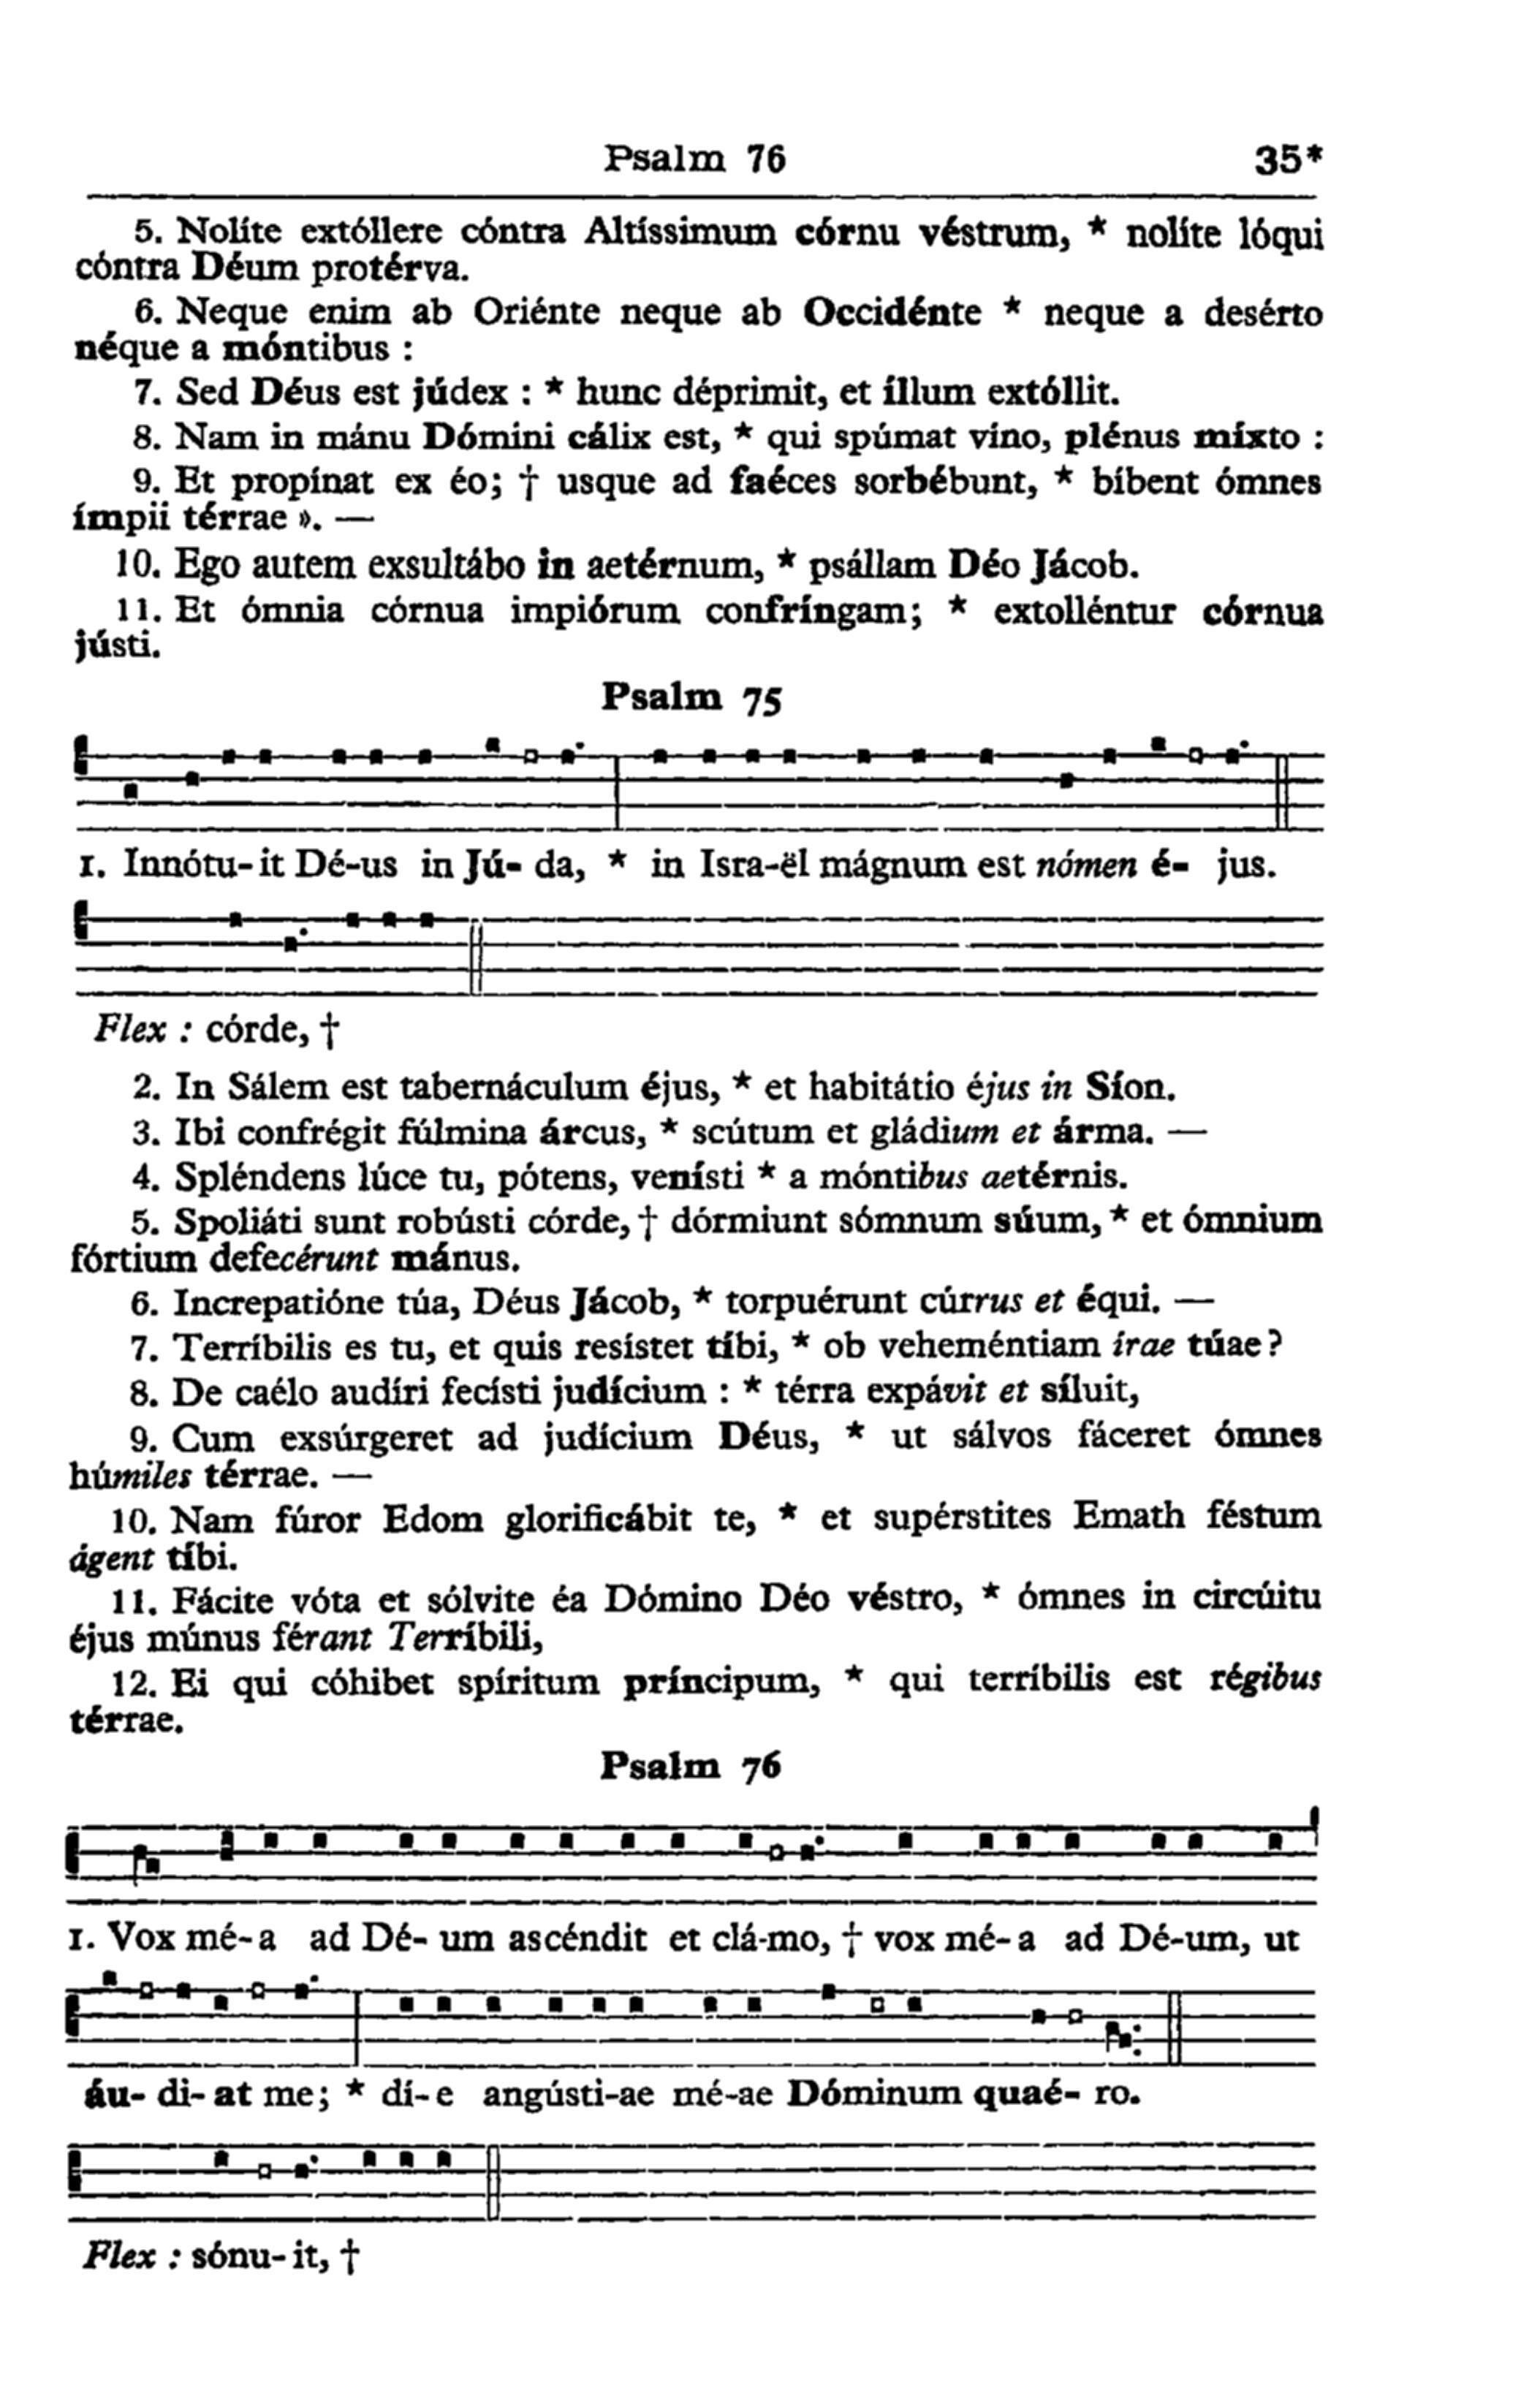 Psalm 76 35*
5. Nolíte extóllere cóntra Altíssimum córnu véstrum, * nolíte lóqui
cóntra Déum protérva.
6. Neque enim ab Oriénte neque ab Occidénte * neque a desérto
néque a móntibus :
7. Sed Déus est júdex : * hunc déprimit, et íllum extóllit.
8. Nam in mánu Dómini cálix est, * qui spúmat víno, plénus míxto :
9. Et propínat ex éo; † usque ad faéces sorbébunt, * bíbent ómnes
ímpii térrae ». —
10. Ego autem exsultábo in aetérnum, * psállam Déo Jácob.
11. Et ómnia córnua impiórum confríngam; * extolléntur córnua
jústi.
Psalm 75
1. Innótu-it Dé-us in Jú- da, * in Isra-ël mágnum est nómen é- jus.
Flex : córde, †
2. In Sálem est tabernáculum éjus, * et habitátio éjus in Síon.
3. Ibi confrégit fúlmina árcus, * scútum et gládium et árma. —
4. Spléndens lúce tu, pótens, venísti * a móntibus aetérnis.
5. Spoliáti sunt robústi córde, † dórmiunt sómnum súum, * et ómnium
fórtium defecérunt mánus.
6. Increpatióne túa, Déus Jácob, * torpuérunt cúrrus et équi. —
7. Terríbilis es tu, et quis resístet tíbi, * ob veheméntiam írae túae?
8. De caélo audíri fecísti judícium : * térra expávit et síluit,
9. Cum exsúrgeret ad judícium Déus, * ut sálvos fáceret ómnes
húmiles térrae. —
10. Nam fúror Edom glorificábit te, * et supérstites Emath féstum
ágent tíbi.
11. Fácite vóta et sólvite éa Dómino Déo véstro, * ómnes in circúitu
éjus múnus férant Terríbili,
12. Ei qui cóhibet spíritum príncipum, * qui terríbilis est régibus
térrae.
Psalm 76
1. Vox mé-a ad Dé- um ascéndit et clá-mo, † vox mé-a ad Dé-um, ut
áu- di- at me; * dí- e angústi-ae mé-ae Dóminum quaé- ro.
Flex : sónu-it, †